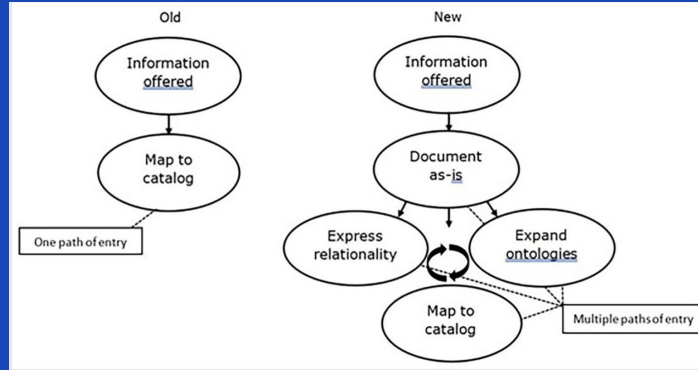 Old
New
Information
offered
Information
offered
Map to
catalog
Document
as-is
One path of entry
Express
relationality
Expand
ontologies
Map to
catalog
Multiple paths of entry